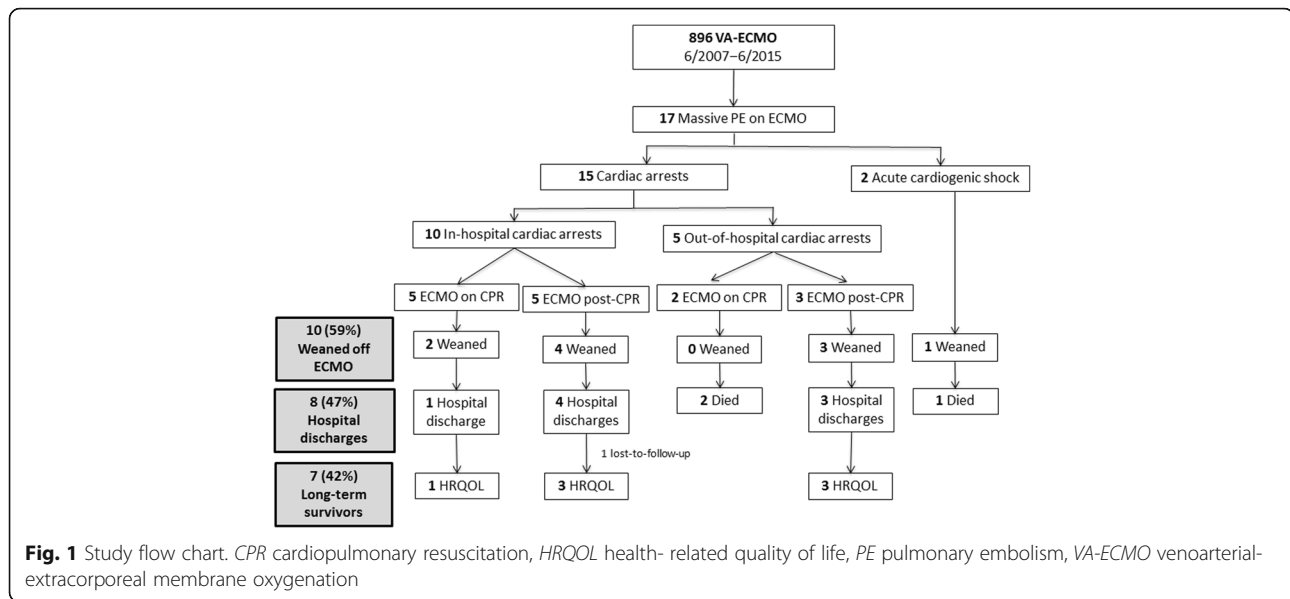 896 VA-ECMO
6/2007–6/2015
17 Massive PE on ECMO
15 Cardiac arrests
2 Acute cardiogenic shock
10 In-hospital cardiac arrests
5 Out-of-hospital cardiac arrests
5 ECMO on CPR
5 ECMO post-CPR
2 ECMO on CPR
3 ECMO post-CPR
10 (59%)
Weaned off
ECMO
2 Weaned
4 Weaned
0 Weaned
3 Weaned
1 Weaned
8 (47%)
Hospital
discharges
1 Hospital
discharge
4 Hospital
discharges
2 Died
3 Hospital
discharges
1 Died
1 lost-to-follow-up
7 (42%)
Long-term
survivors
1 HRQOL
3 HRQOL
3 HRQOL
Fig. 1 Study flow chart. CPR cardiopulmonary resuscitation, HRQOL health- related quality of life, PE pulmonary embolism, VA-ECMO venoarterial-
extracorporeal membrane oxygenation